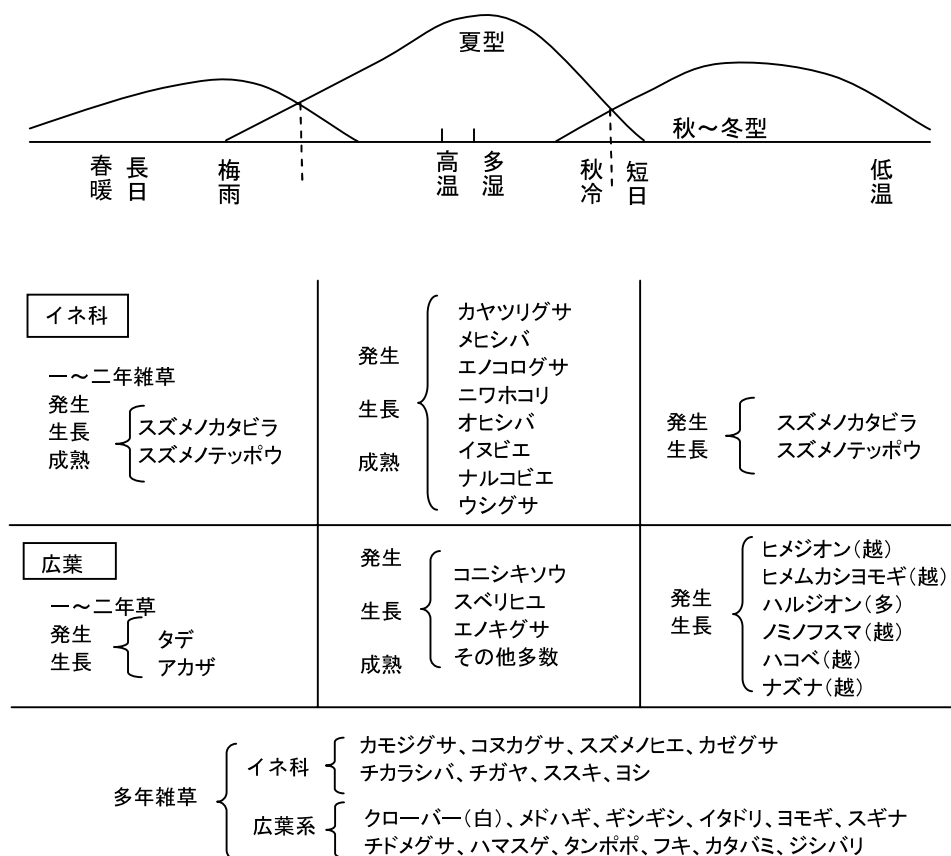 夏型
秋～冬型
春暖
長日
梅雨
高温
多湿
秋冷
短日
低温
イネ科
一～二年雑草
発生
生長
成熟
スズメノカタビラ
スズメノテッポウ
発生
生長
成熟
カヤツリグサ
メヒシバ
エノコログサ
ニワホコリ
オヒシバ
イヌビエ
ナルコビエ
ウシグサ
発生
生長
スズメノカタビラ
スズメノテッポウ
広葉
一～二年草
発生
生長
タデ
アカザ
発生
生長
成熟
コニシキソウ
スベリヒユ
エノキグサ
その他多数
発生
生長
ヒメジオン（越）
ヒメムカシヨモギ（越）
ハルジオン（多）
ノミノフスマ（越）
ハコベ（越）
ナズナ（越）
多年雑草
イネ科
カモジグサ、コヌカグサ、スズメノヒエ、カゼグサ
チカラシバ、チガヤ、ススキ、ヨシ
広葉系
クローバー（白）、メドハギ、ギシギシ、イタドリ、ヨモギ、スギナ
チドメグサ、ハマスゲ、タンポポ、フキ、カタバミ、ジシバリ